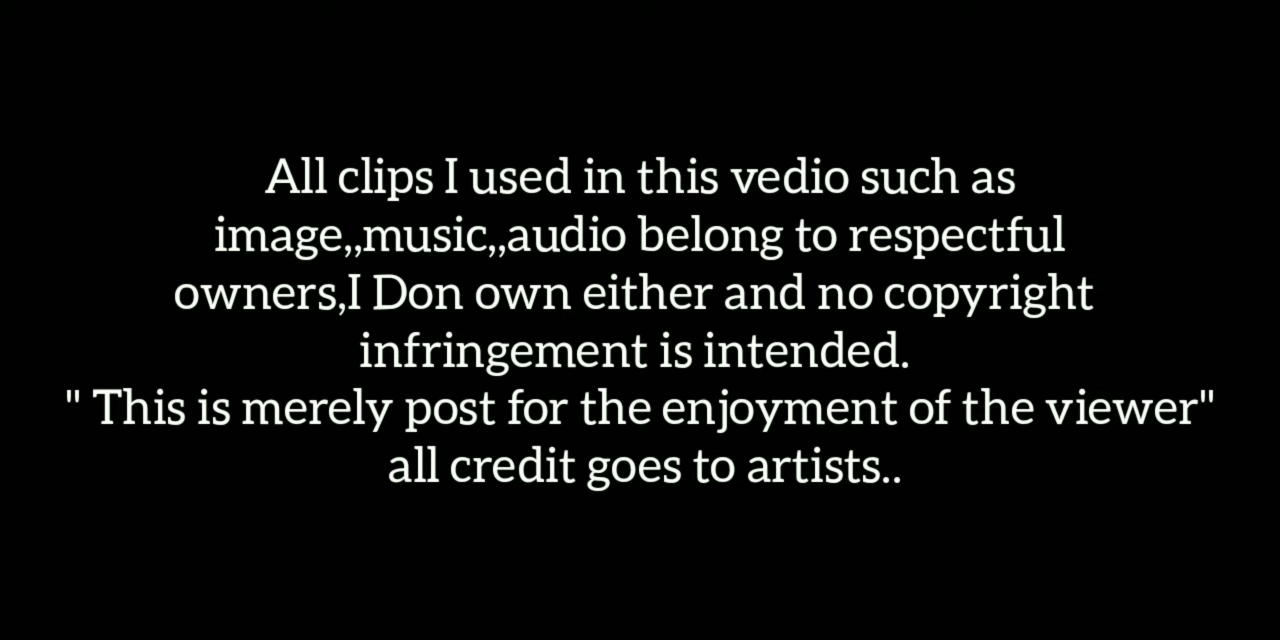 All clips I used in this vedio such as
image,,music,,audio belong to respectful
owners,I Don own either and no copyright
infringement is intended.
" This is merely post for the enjoyment of the viewer"
all credit goes to artists..